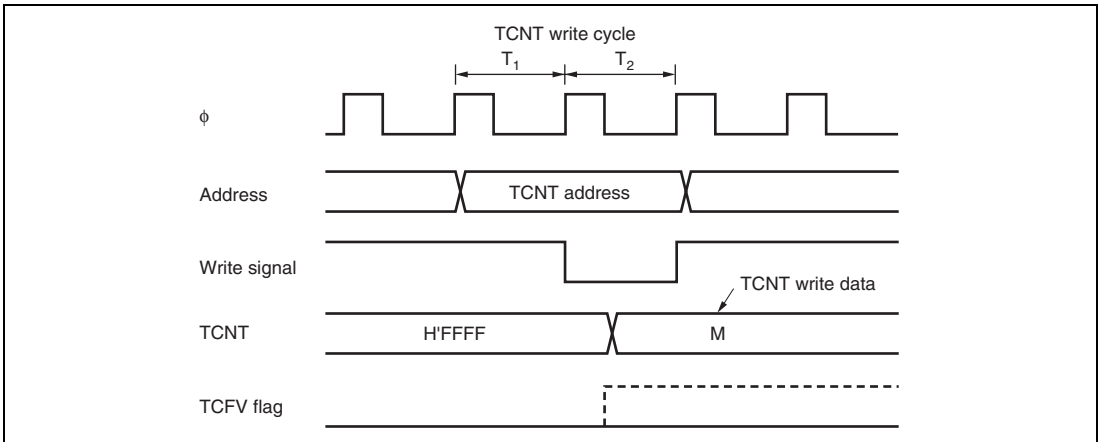 TCNT write cycle
T1 T2
ϕ
Address TCNT address
Write signal
TCNT write data
TCNT H'FFFF M
TCFV flag